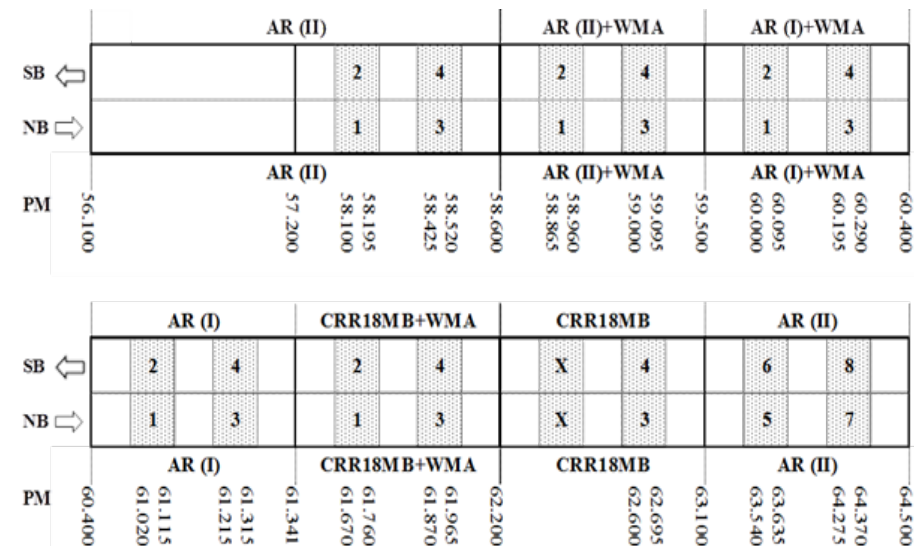 AR (II) AR (II)+WMA AR (I)+WMA
SB 2 4 2 4 2 4
NB 1 3 1 3 1 3
AR (II) AR (II)+WMA AR (I)+WMA
PM 56.100 57.200 58.100 58.195 58.425 58.520 58.600 58.865 58.960 59.000 59.095 59.500 60.000 60.095 60.195 60.290 60.400
AR (I) CRR18MB+WMA CRR18MB AR (II)
SB 2 4 2 4 X 4 6 8
NB 1 3 1 3 X 3 5 7
AR (I) CRR18MB+WMA CRR18MB AR (II)
PM 60.400 61.020 61.115 61.215 61.315 61.341 61.670 61.760 61.870 61.965 62.200 62.600 62.695 63.100 63.540 63.635 64.275 64.370 64.500